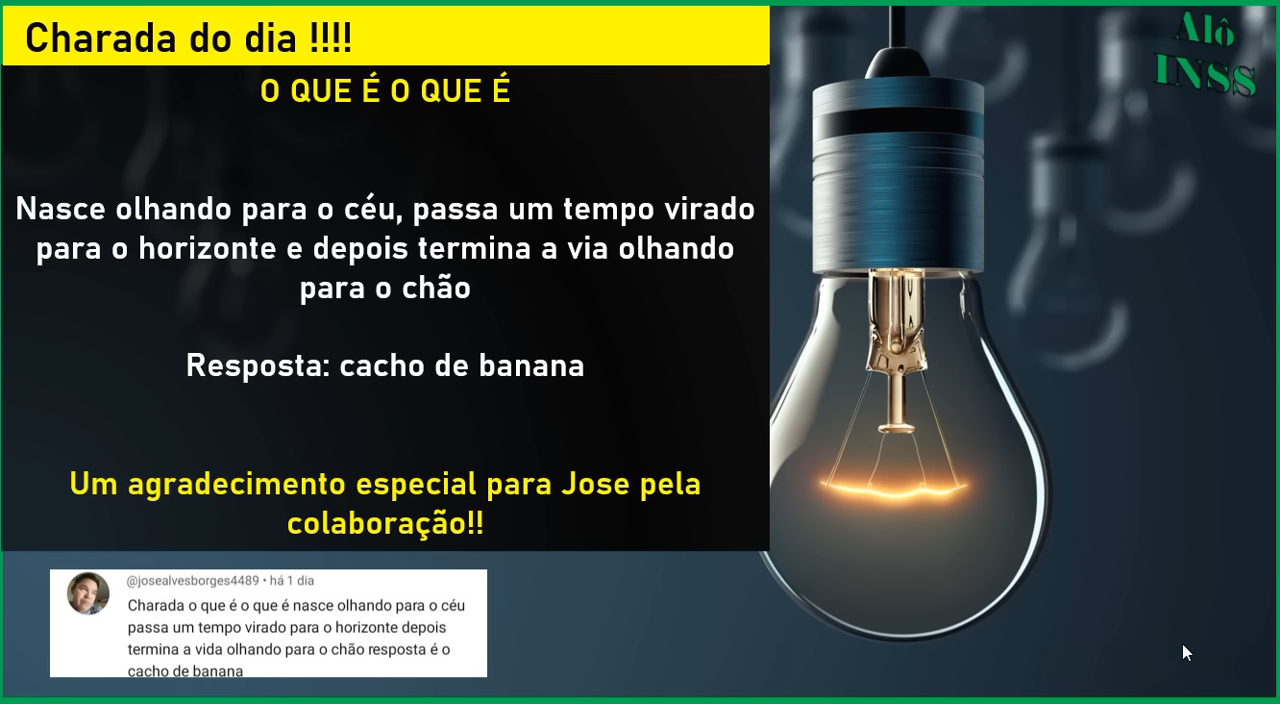 Charada do dia !!!!
Alô
INSS
O QUE É O QUE É
Nasce olhando para o céu, passa um tempo virado
para o horizonte e depois termina a via olhando
para o chão
Resposta: cacho de banana
Um agradecimento especial para Jose pela
colaboração!!
@josealvesborges4489 • há 1 dia
Charada o que é o que é nasce olhando para o céu
passa um tempo virado para o horizonte depois
termina a vida olhando para o chão resposta é o
cacho de banana